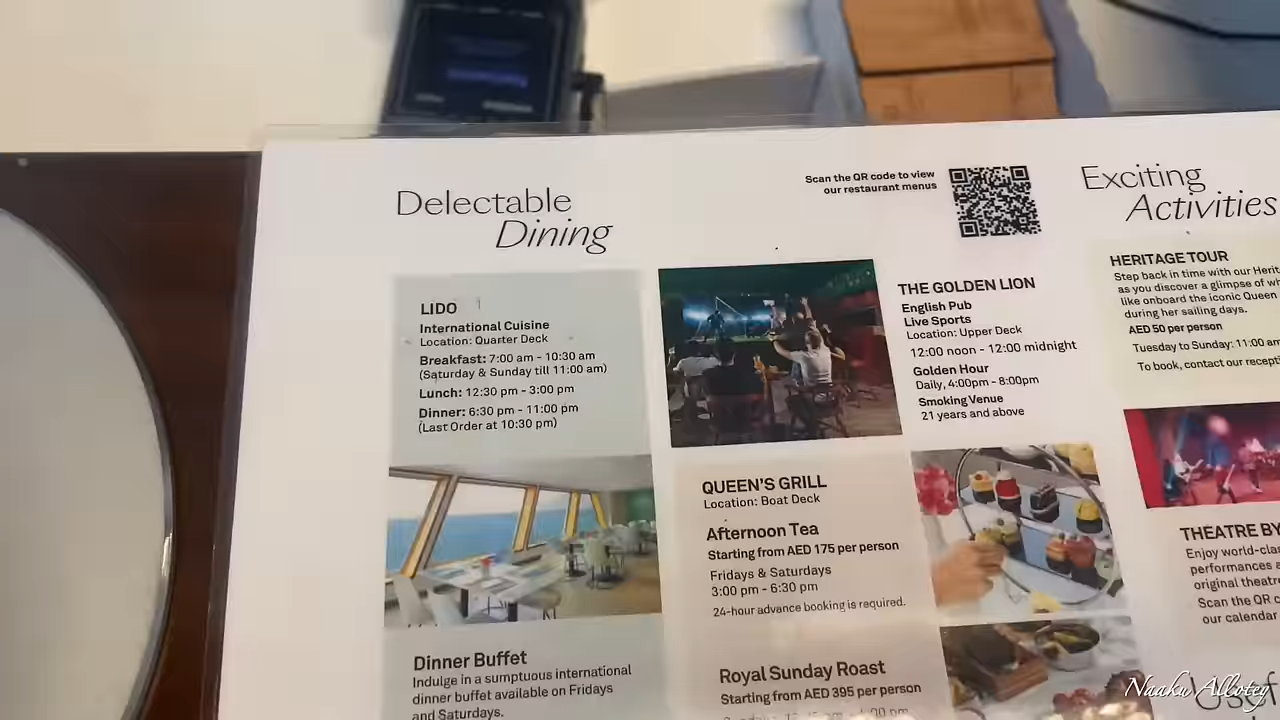 Delectable
Dining
Scan the QR code to view
our restaurant menus
LIDO
International Cuisine
Location: Quarter Deck
Breakfast: 7:00 am - 10:30 am
(Saturday & Sunday till 11:00 am)
Lunch: 12:30 pm - 3:00 pm
Dinner: 6:30 pm - 11:00 pm
(Last Order at 10:30 pm)
Dinner Buffet
Indulge in a sumptuous international
dinner buffet available on Fridays
and Saturdays.
THE GOLDEN LION
English Pub
Live Sports
Location: Upper Deck
12:00 noon - 12:00 midnight
Golden Hour
Daily, 4:00pm - 8:00pm
Smoking Venue
21 years and above
QUEEN'S GRILL
Location: Boat Deck
Afternoon Tea
Starting from AED 175 per person
Fridays & Saturdays
3:00 pm - 6:30 pm
24-hour advance booking is required.
Royal Sunday Roast
Starting from AED 395 per person
Exciting
Activities
HERITAGE TOUR
Step back in time with our Herit
as you discover a glimpse of wh
like onboard the iconic Queen
during her sailing days.
AED 50 per person
Tuesday to Sunday: 11:00 am
To book, contact our recept
THEATRE BY
Enjoy world-cla
performances a
original theatr
Scan the QR c
our calendar
Naaku Allotey